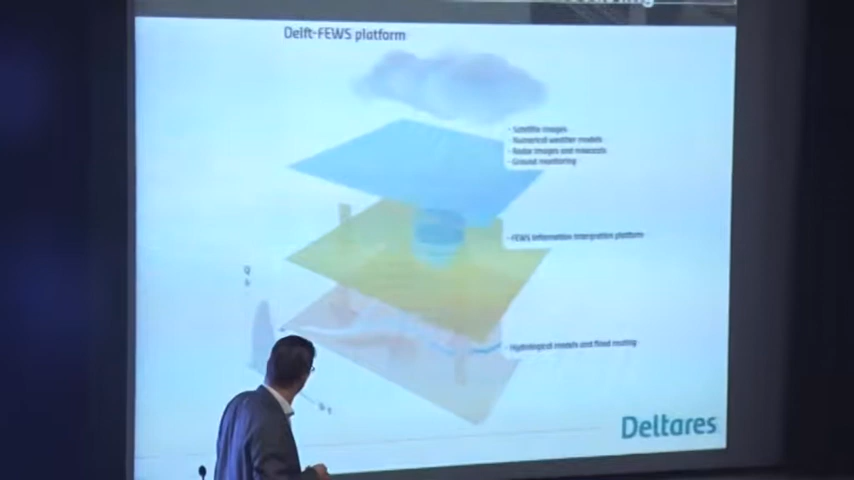 Delft-FEWS platform
- Satellite images
- Numerical weather models
- Radar images and nowcasts
- Ground monitoring
- FEWS information intergration platform
Q
- Hydrological models and flood routing
Deltares